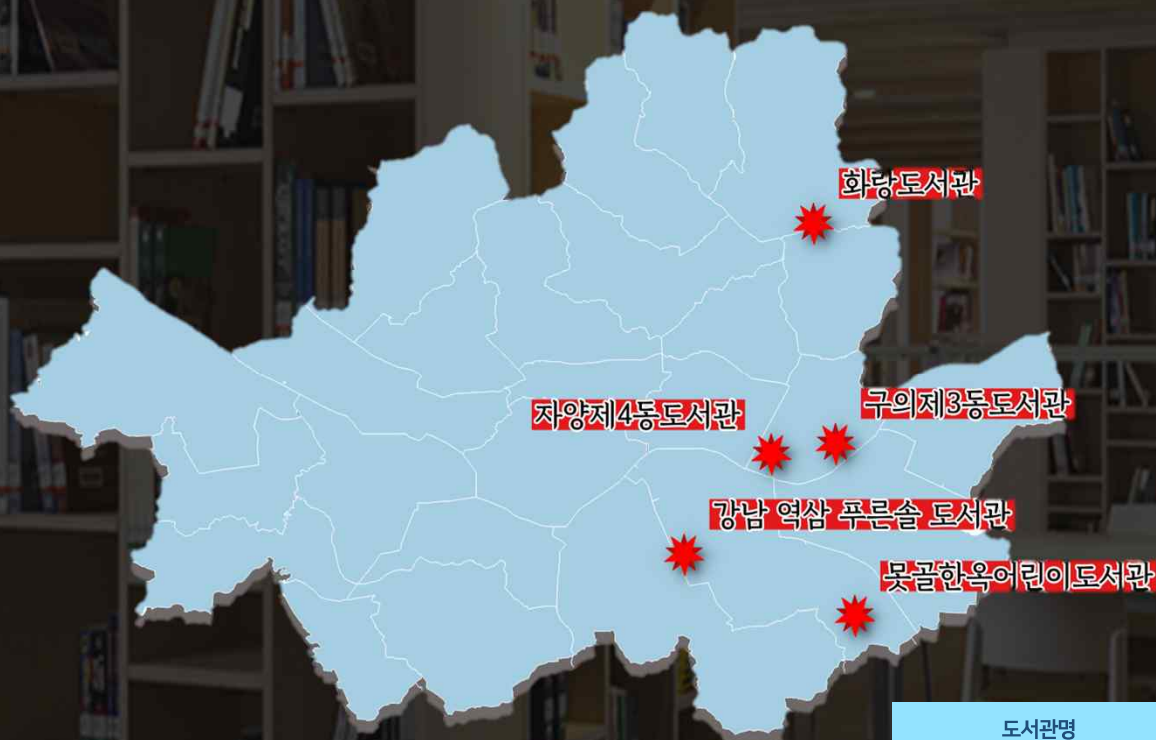 화랑도서관
자양제4동도서관
구의제3동도서관
강남 역삼 푸른솔 도서관
못골한옥어린이도서관
도서관명